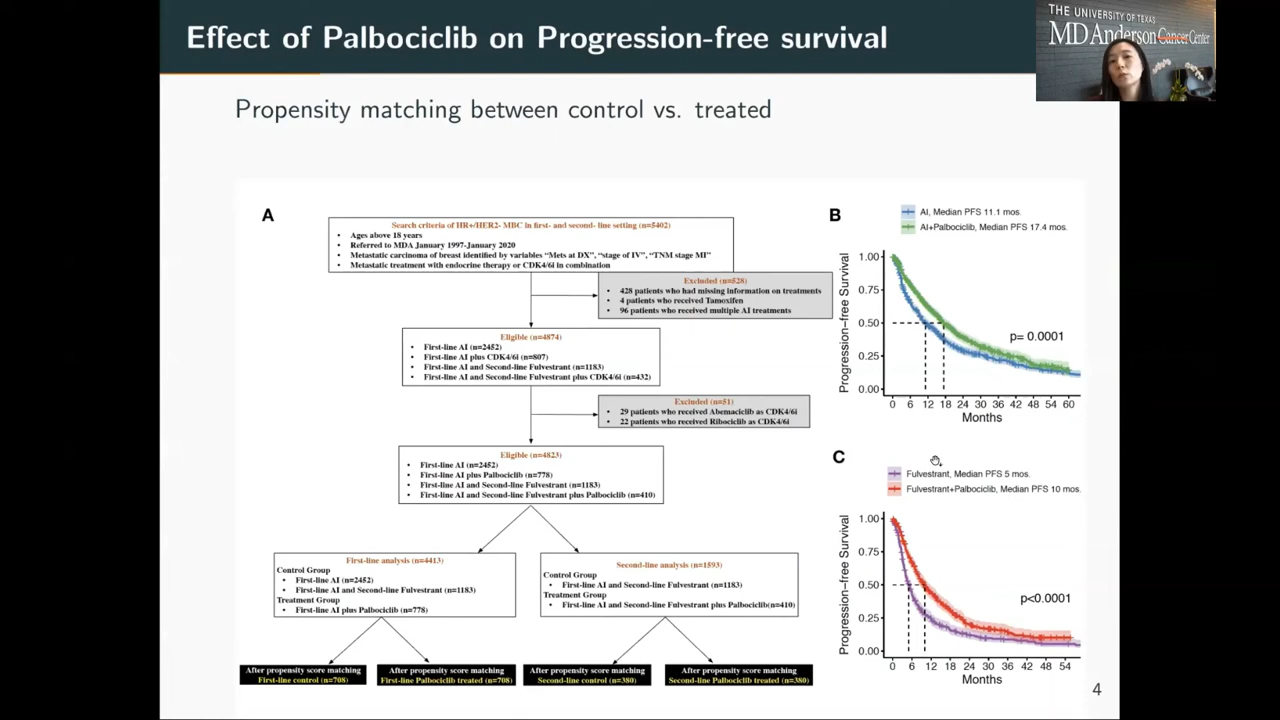 Effect of Palbociclib on Progression-free survival
THE UNIVERSITY OF TEXAS
MD Anderson Cancer Center
Propensity matching between control vs. treated
A
Search criteria of HR+/HER2- MBC in first- and second- line setting (n=5402)
• Ages above 18 years
• Referred to MDA January 1997-January 2020
• Metastatic carcinoma of breast identified by variables “Mets at DX”, “stage of IV”, “TNM stage MI”
• Metastatic treatment with endocrine therapy or CDK4/6i in combination
Excluded (n=528)
• 428 patients who had missing information on treatments
• 4 patients who received Tamoxifen
• 96 patients who received multiple AI treatments
Eligible (n=4874)
• First-line AI (n=2452)
• First-line AI plus CDK4/6i (n=807)
• First-line AI and Second-line Fulvestrant (n=1183)
• First-line AI and Second-line Fulvestrant plus CDK4/6i (n=432)
Excluded (n=51)
• 29 patients who received Abemaciclib as CDK4/6i
• 22 patients who received Ribociclib as CDK4/6i
Eligible (n=4823)
• First-line AI (n=2452)
• First-line AI plus Palbociclib (n=778)
• First-line AI and Second-line Fulvestrant (n=1183)
• First-line AI and Second-line Fulvestrant plus Palbociclib (n=410)
First-line analysis (n=4413)
Control Group
• First-line AI (n=2452)
• First-line AI and Second-line Fulvestrant (n=1183)
Treatment Group
• First-line AI plus Palbociclib (n=778)
Second-line analysis (n=1593)
Control Group
• First-line AI and Second-line Fulvestrant (n=1183)
Treatment Group
• First-line AI and Second-line Fulvestrant plus Palbociclib(n=410)
After propensity score matching
First-line control (n=708)
After propensity score matching
First-line Palbociclib treated (n=708)
After propensity score matching
Second-line control (n=380)
After propensity score matching
Second-line Palbociclib treated (n=380)
B
AI, Median PFS 11.1 mos.
AI+Palbociclib, Median PFS 17.4 mos.
Progression-free Survival
1.00
0.75
0.50
0.25
0.00
p= 0.0001
0 6 12 18 24 30 36 42 48 54 60
Months
C
Fulvestrant, Median PFS 5 mos.
Fulvestrant+Palbociclib, Median PFS 10 mos.
Progression-free Survival
1.00
0.75
0.50
0.25
0.00
p<0.0001
0 6 12 18 24 30 36 42 48 54
Months
4